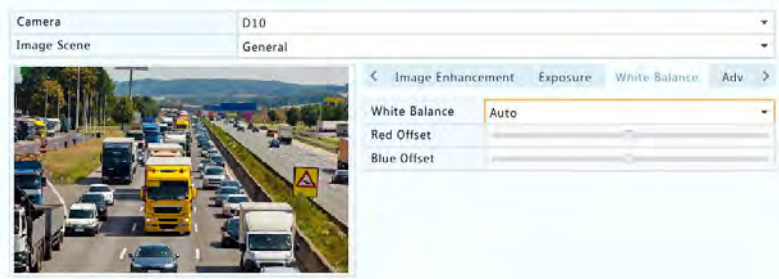 Camera D10
Image Scene General
< Image Enhancement Exposure White Balance Adv >
White Balance Auto
Red Offset
Blue Offset